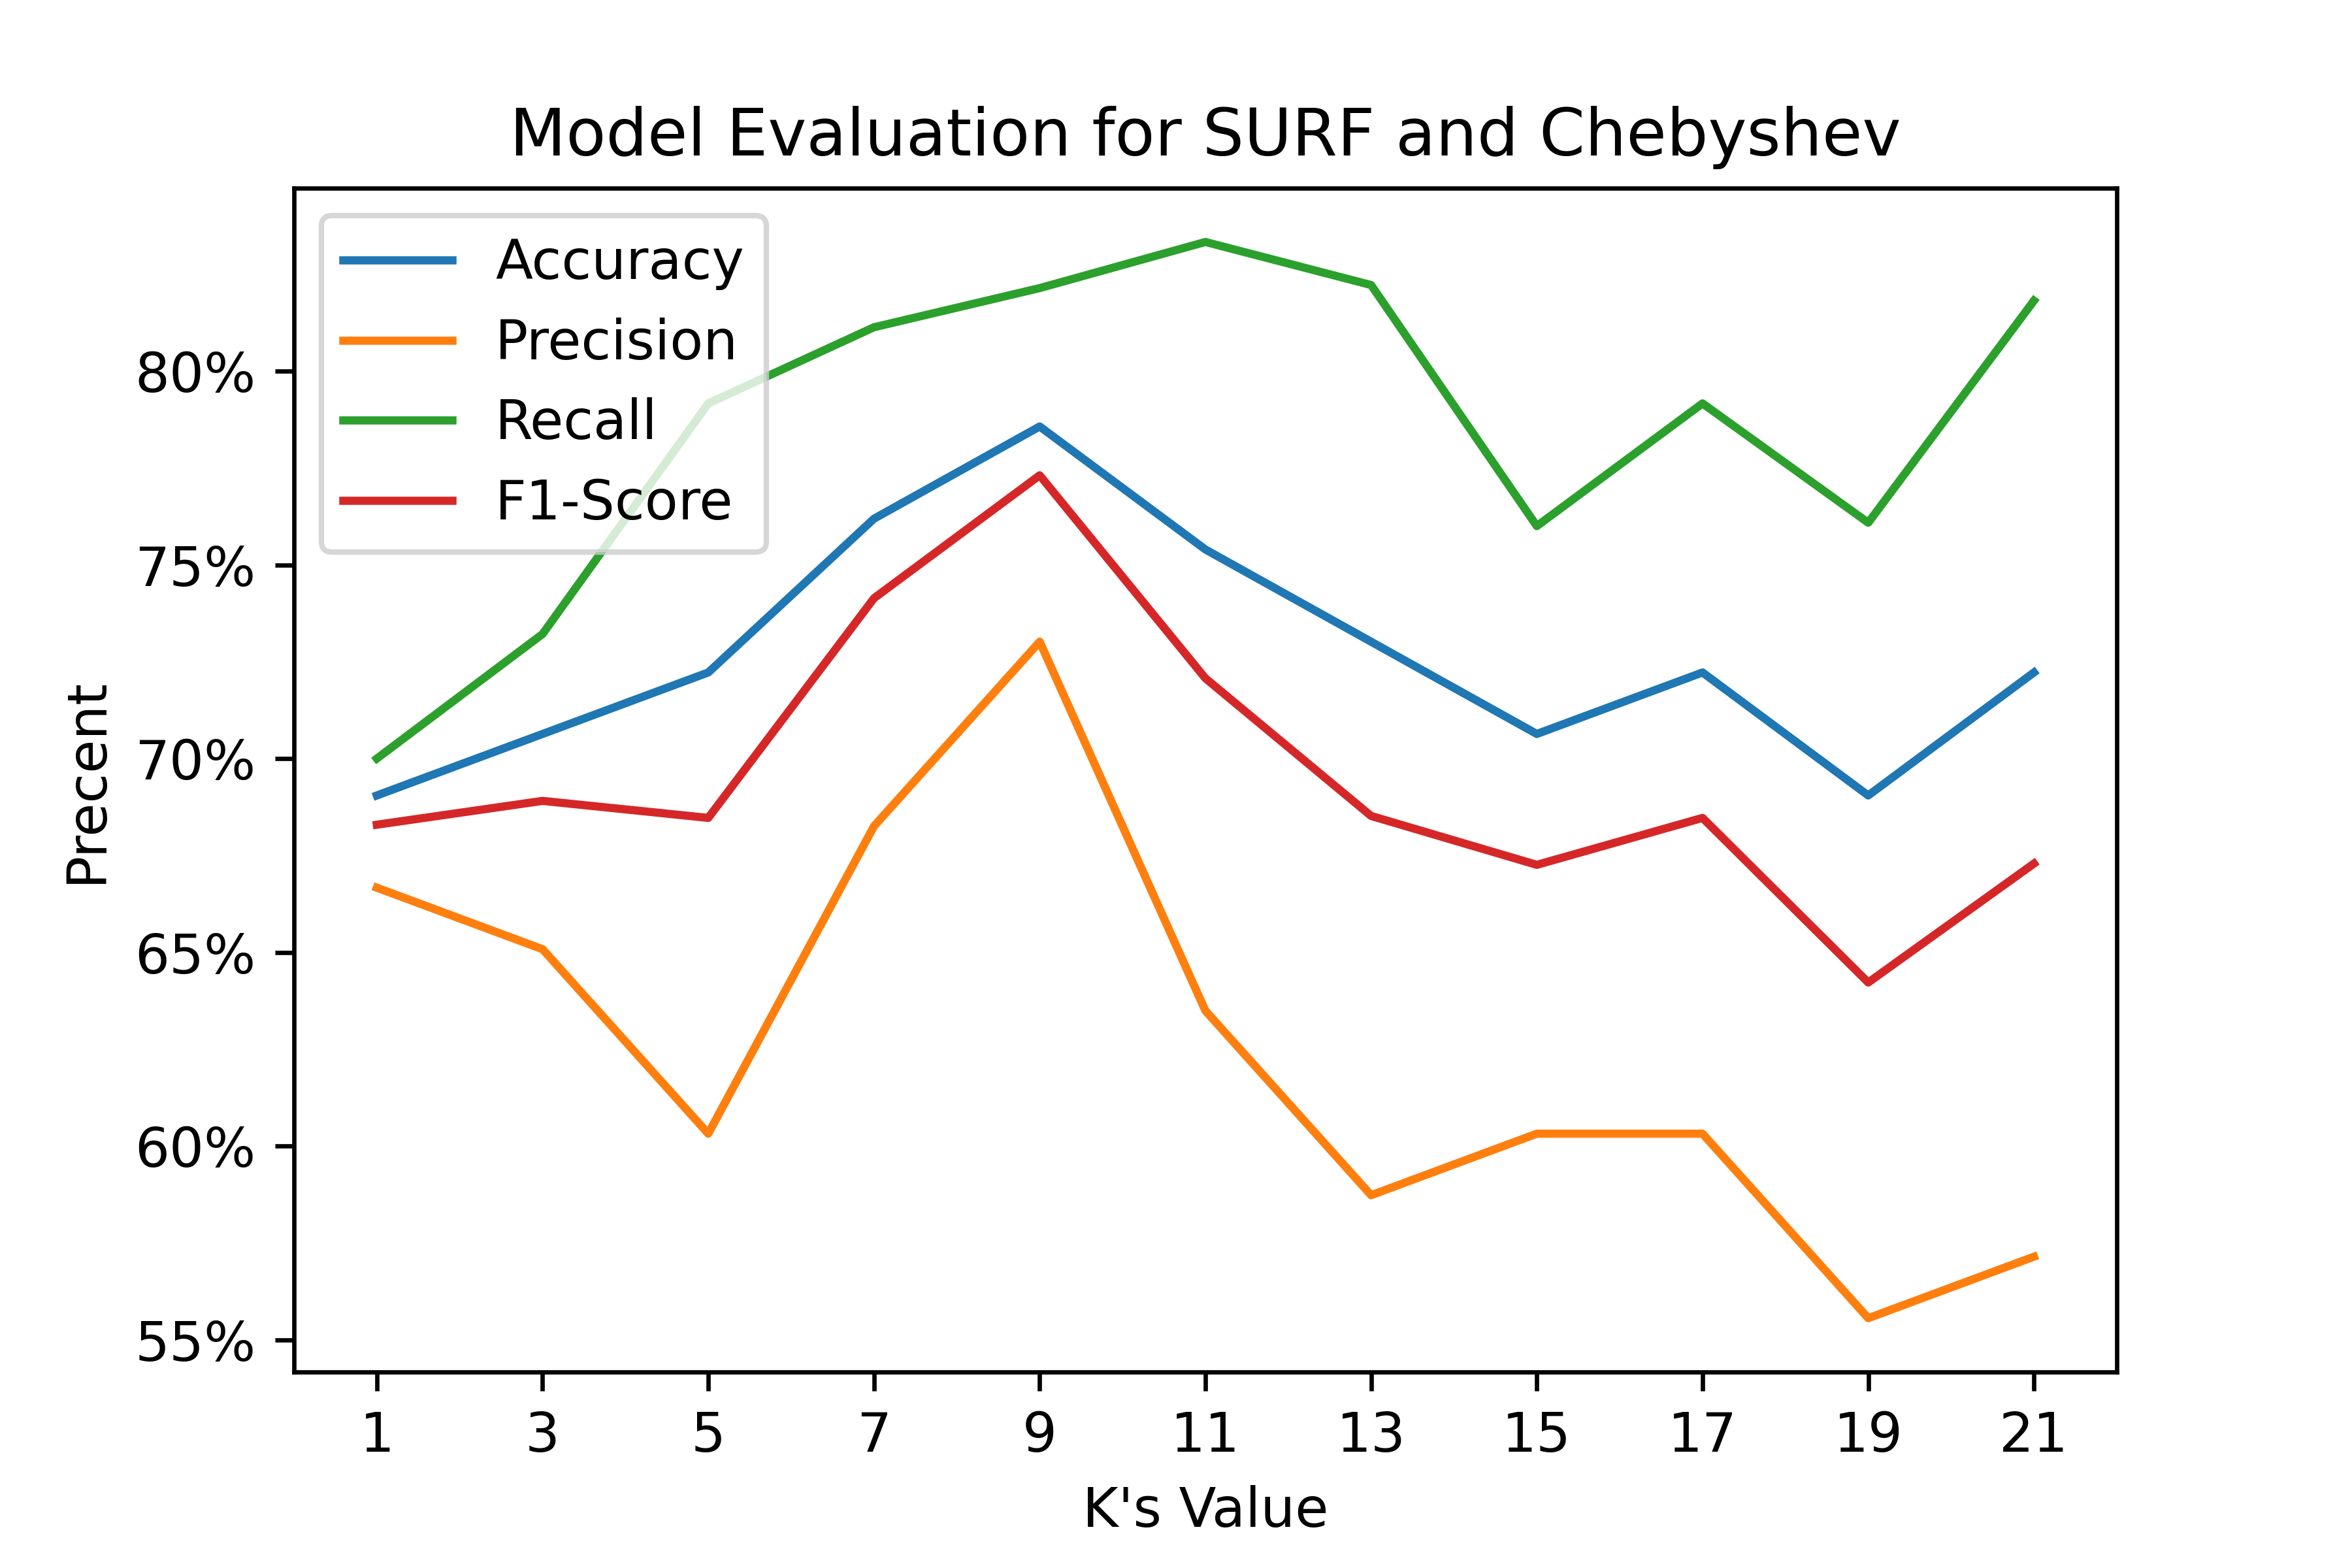 Model Evaluation for SURF and Chebyshev
Accuracy
Precision
Recall
F1-Score
80%
75%
70%
65%
60%
55%
Precent
1 3 5 7 9 11 13 15 17 19 21
K's Value